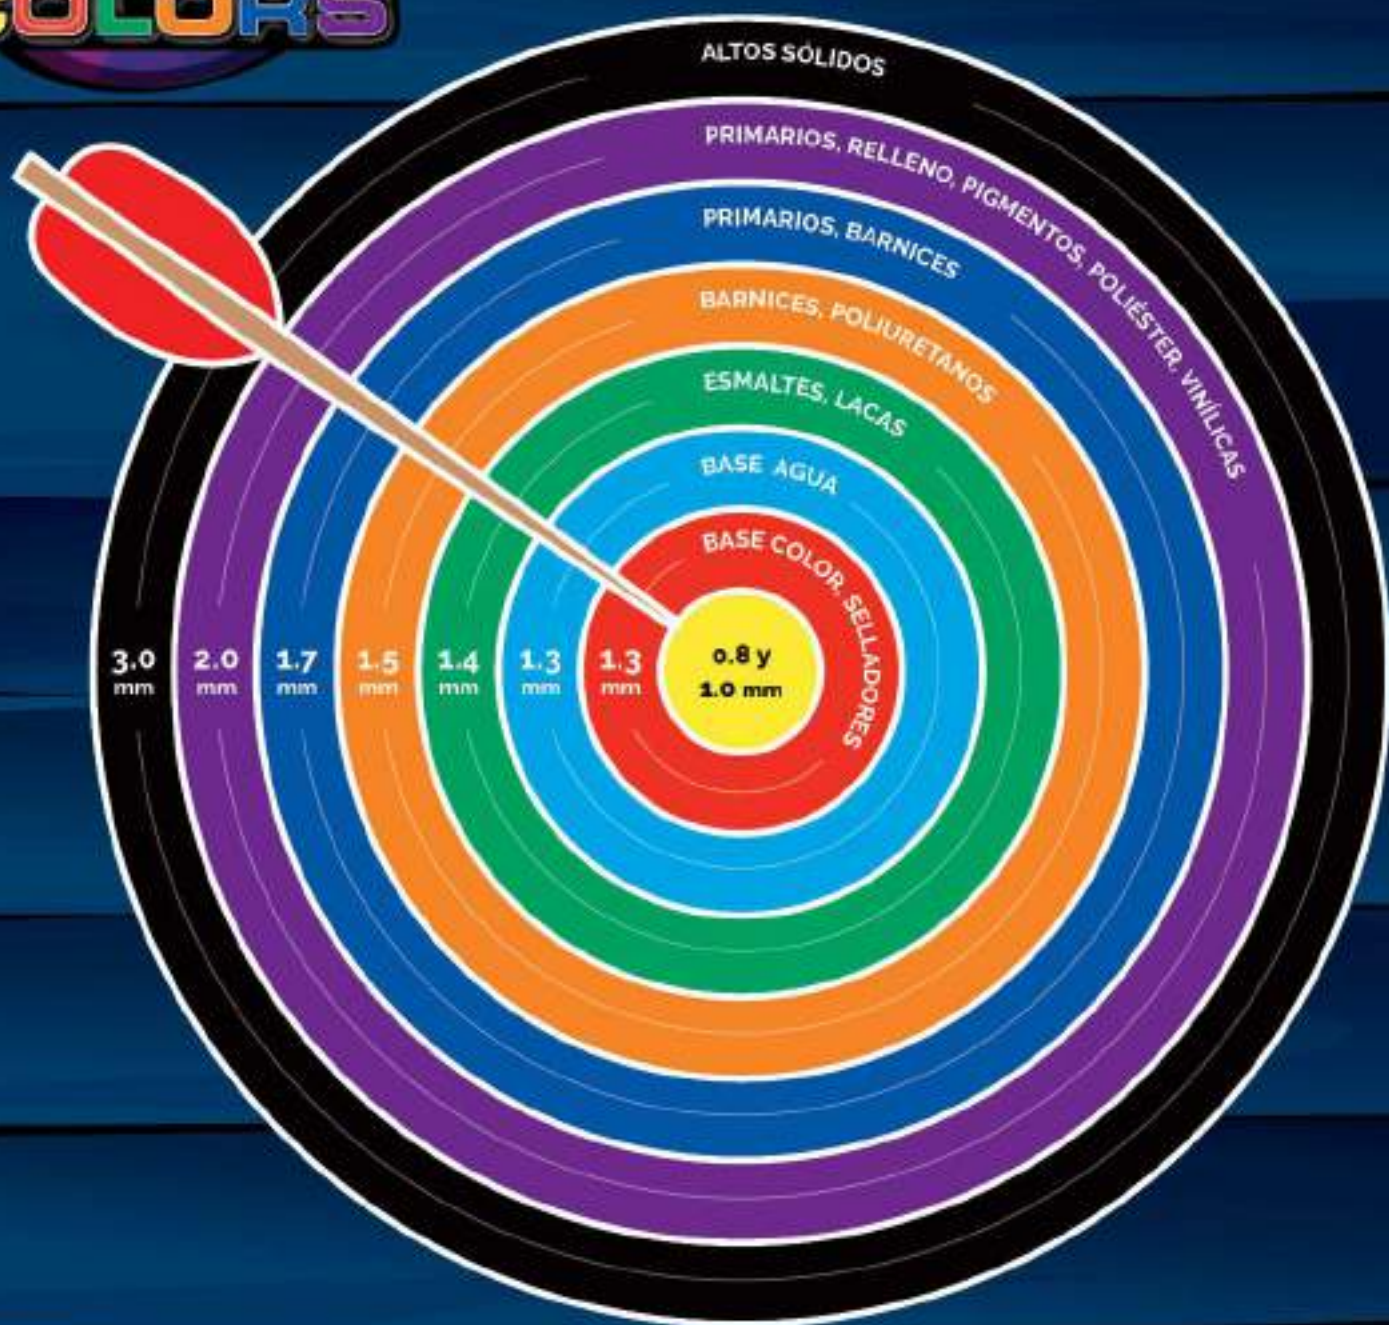 COLORS
ALTOS SÓLIDOS
PRIMARIOS, RELLENO, PIGMENTOS, POLIÉSTER, VINÍLICAS
PRIMARIOS, BARNICES
BARNICES, POLIURETANOS
ESMALTES, LACAS
BASE AGUA
BASE COLOR, SELLADORES
3.0 mm
2.0 mm
1.7 mm
1.5 mm
1.4 mm
1.3 mm
1.3 mm
0.8 y
1.0 mm